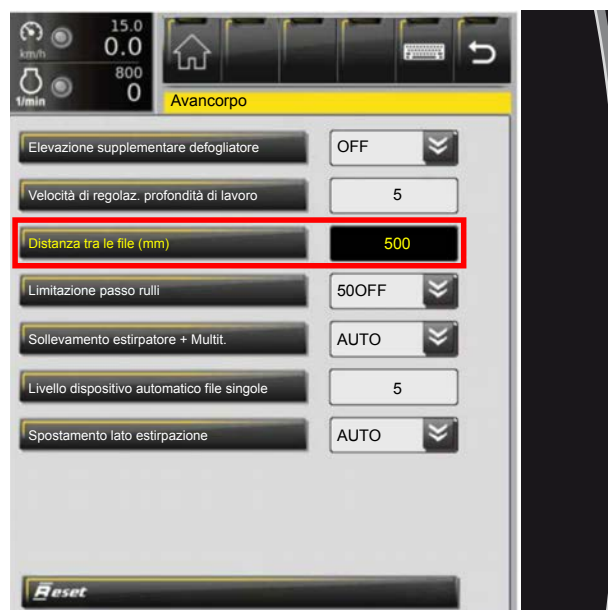 15.0
km/h 0.0
800
1/min 0
Avancorpo
Elevazione supplementare defogliatore OFF
Velocità di regolaz. profondità di lavoro 5
Distanza tra le file (mm) 500
Limitazione passo rulli 50OFF
Sollevamento estirpatore + Multit. AUTO
Livello dispositivo automatico file singole 5
Spostamento lato estirpazione AUTO
Reset